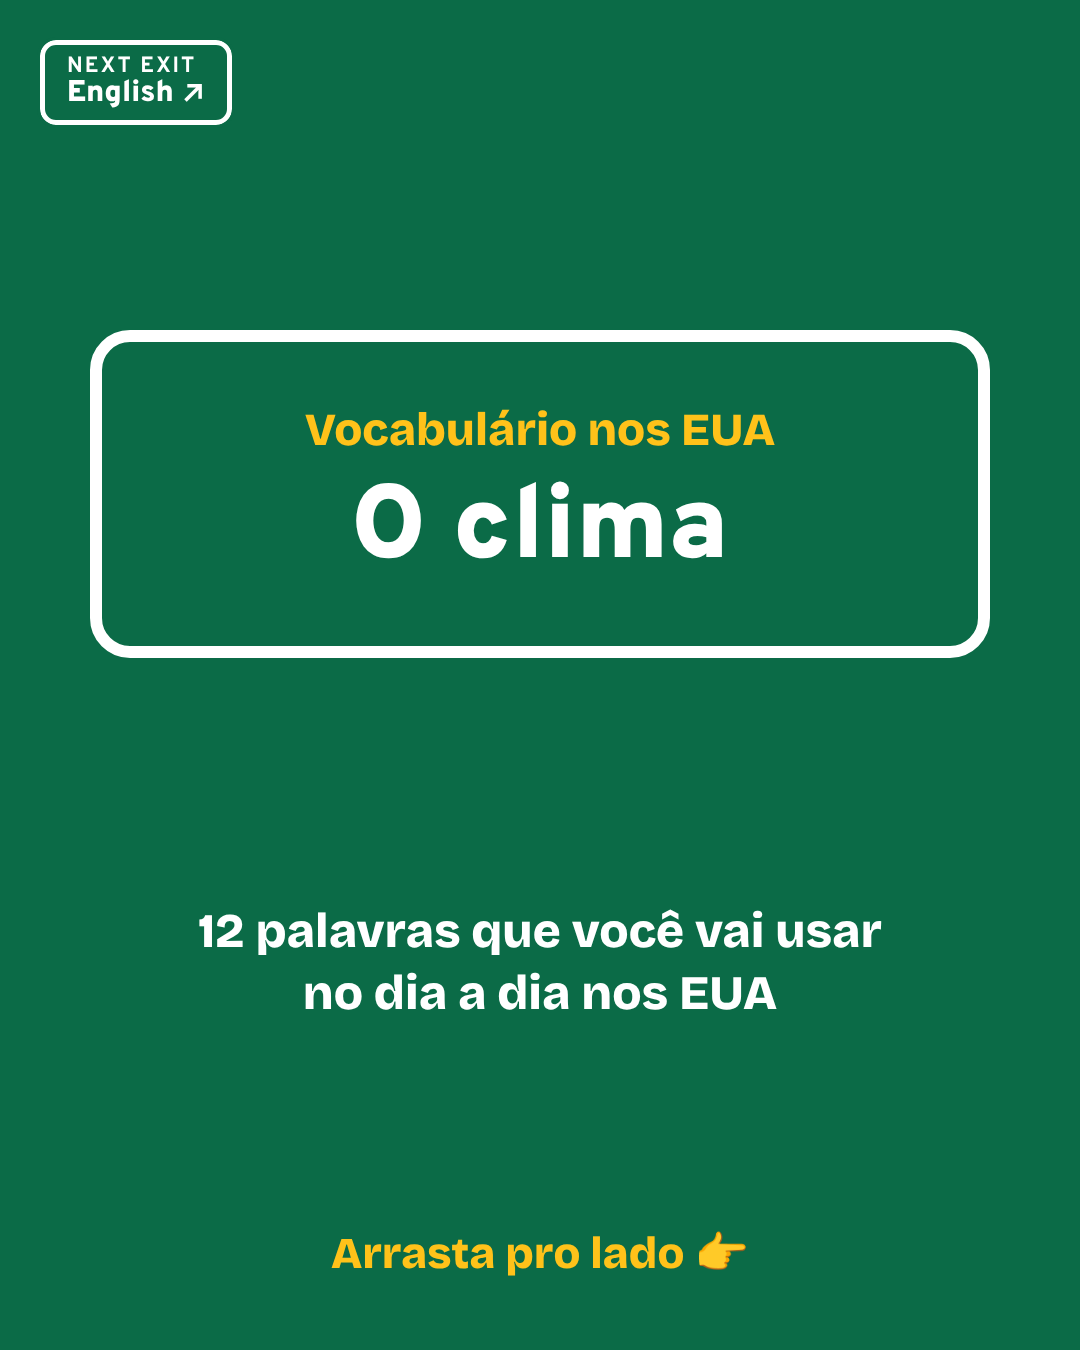 NEXT EXIT
English ↗
Vocabulário nos EUA
O clima
12 palavras que você vai usar
no dia a dia nos EUA
Arrasta pro lado 👉